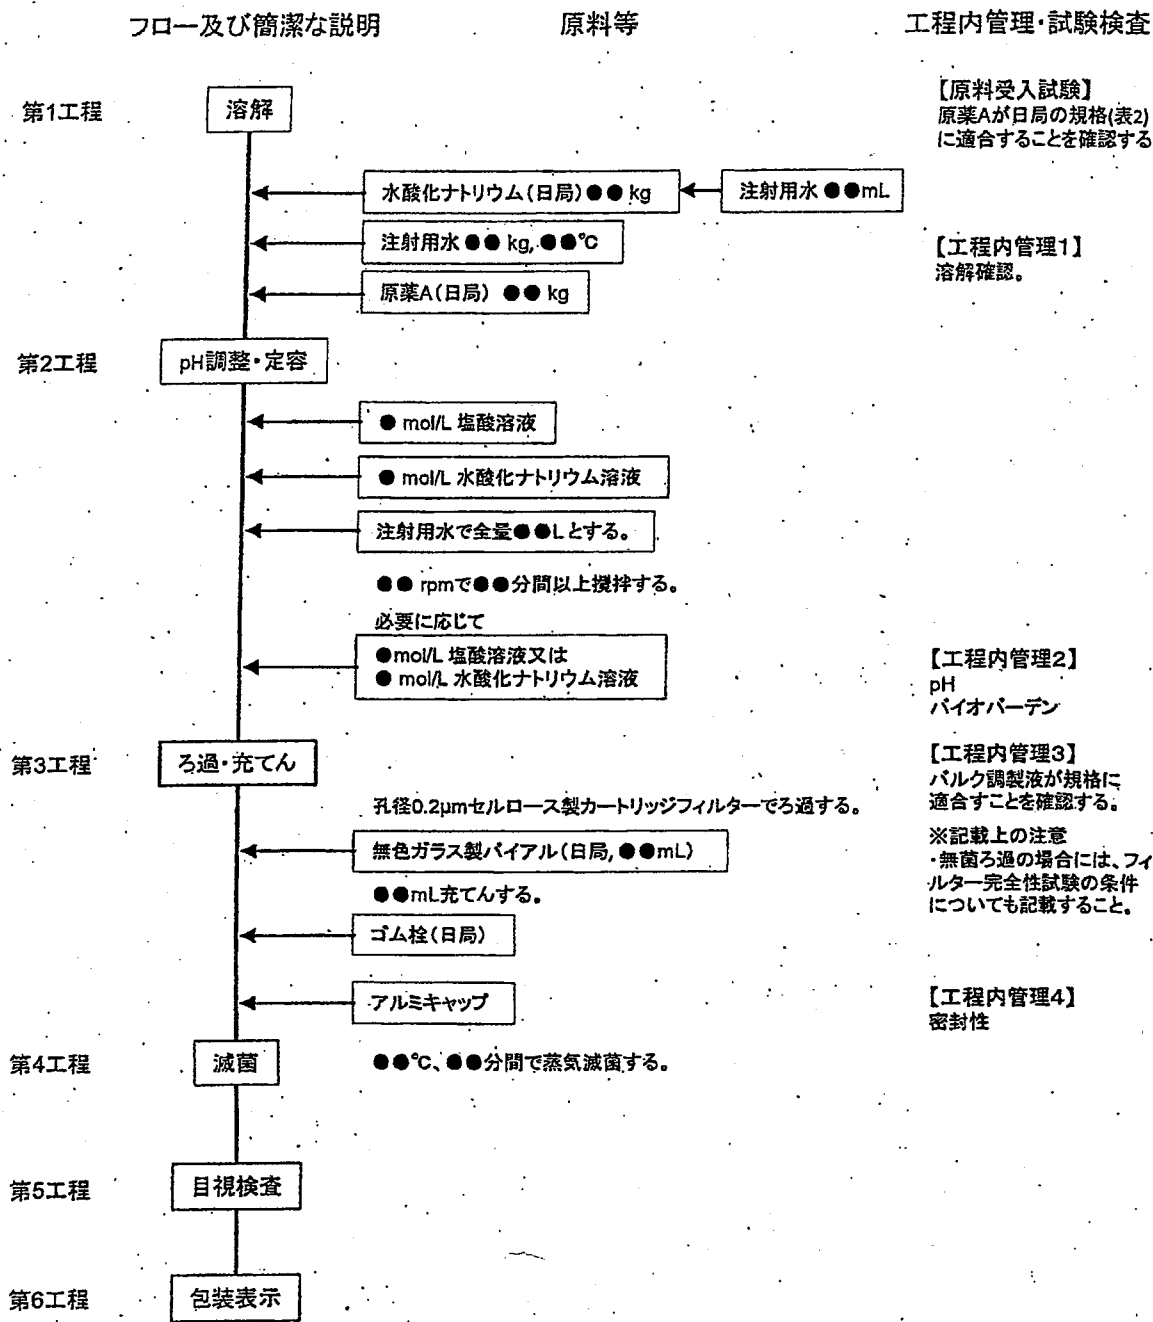 フロー及び簡潔な説明
原料等
工程内管理・試験検査
第1工程
溶解
【原料受入試験】
原薬Aが日局の規格(表2)
に適合することを確認する
水酸化ナトリウム(日局)●● kg
注射用水 ●●mL
注射用水 ●● kg, ●●℃
【工程内管理1】
溶解確認。
原薬A(日局) ●● kg
第2工程
pH調整・定容
● mol/L 塩酸溶液
● mol/L 水酸化ナトリウム溶液
注射用水で全量●●Lとする。
●● rpmで●●分間以上撹拌する。
必要に応じて
●mol/L 塩酸溶液又は
● mol/L 水酸化ナトリウム溶液
【工程内管理2】
pH
バイオバーデン
第3工程
ろ過・充てん
【工程内管理3】
バルク調製液が規格に
適合すことを確認する。
孔径0.2μmセルロース製カートリッジフィルターでろ過する。
無色ガラス製バイアル(日局, ●●mL)
※記載上の注意
・無菌ろ過の場合には、フィ
ルター完全性試験の条件
についても記載すること。
●●mL充てんする。
ゴム栓(日局)
アルミキャップ
【工程内管理4】
密封性
第4工程
滅菌
●●℃、●●分間で蒸気滅菌する。
第5工程
目視検査
第6工程
包装表示